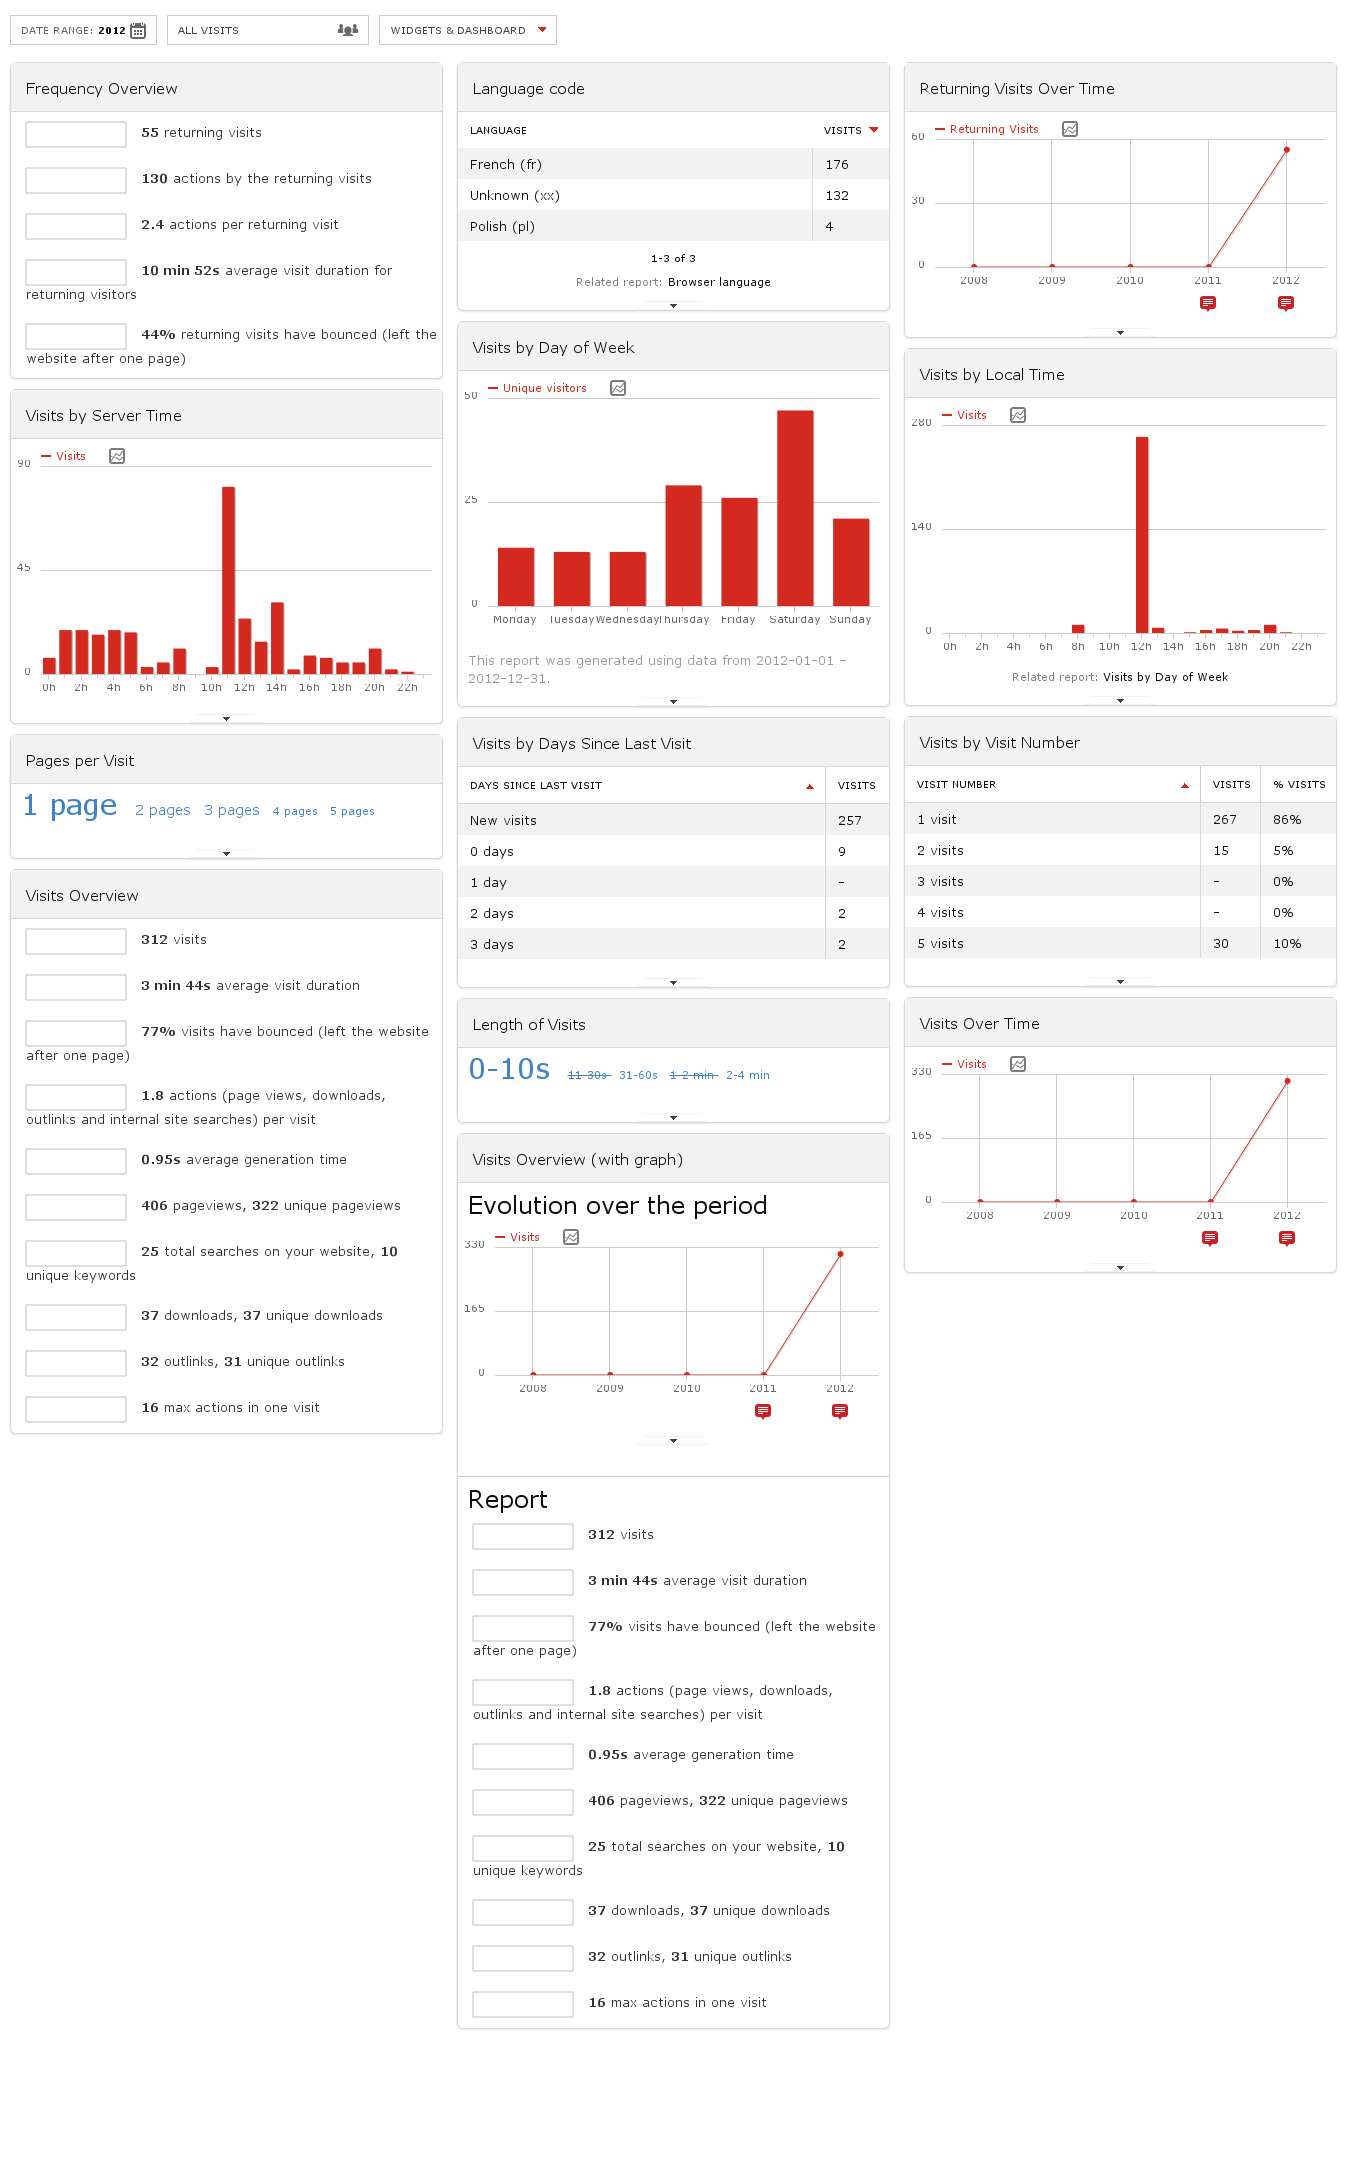 DATE RANGE: 2012
ALL VISITS
WIDGETS & DASHBOARD
Frequency Overview
55 returning visits
130 actions by the returning visits
2.4 actions per returning visit
10 min 52s average visit duration for
returning visitors
44% returning visits have bounced (left the
website after one page)
Visits by Server Time
Visits
90
45
0
0h 2h 4h 6h 8h 10h 12h 14h 16h 18h 20h 22h
Pages per Visit
1 page 2 pages 3 pages 4 pages 5 pages
Visits Overview
312 visits
3 min 44s average visit duration
77% visits have bounced (left the website
after one page)
1.8 actions (page views, downloads,
outlinks and internal site searches) per visit
0.95s average generation time
406 pageviews, 322 unique pageviews
25 total searches on your website, 10
unique keywords
37 downloads, 37 unique downloads
32 outlinks, 31 unique outlinks
16 max actions in one visit
Language code
LANGUAGE VISITS
French (fr) 176
Unknown (xx) 132
Polish (pl) 4
1-3 of 3
Related report: Browser language
Visits by Day of Week
Unique visitors
50
25
0
Monday Tuesday Wednesday Thursday Friday Saturday Sunday
This report was generated using data from 2012-01-01 –
2012-12-31.
Visits by Days Since Last Visit
DAYS SINCE LAST VISIT VISITS
New visits 257
0 days 9
1 day -
2 days 2
3 days 2
Length of Visits
0-10s 11-30s 31-60s 1-2 min 2-4 min
Visits Overview (with graph)
Evolution over the period
Visits
330
165
0
2008 2009 2010 2011 2012
Report
312 visits
3 min 44s average visit duration
77% visits have bounced (left the website
after one page)
1.8 actions (page views, downloads,
outlinks and internal site searches) per visit
0.95s average generation time
406 pageviews, 322 unique pageviews
25 total searches on your website, 10
unique keywords
37 downloads, 37 unique downloads
32 outlinks, 31 unique outlinks
16 max actions in one visit
Returning Visits Over Time
Returning Visits
60
30
0
2008 2009 2010 2011 2012
Visits by Local Time
Visits
280
140
0
0h 2h 4h 6h 8h 10h 12h 14h 16h 18h 20h 22h
Related report: Visits by Day of Week
Visits by Visit Number
VISIT NUMBER VISITS % VISITS
1 visit 267 86%
2 visits 15 5%
3 visits - 0%
4 visits - 0%
5 visits 30 10%
Visits Over Time
Visits
330
165
0
2008 2009 2010 2011 2012